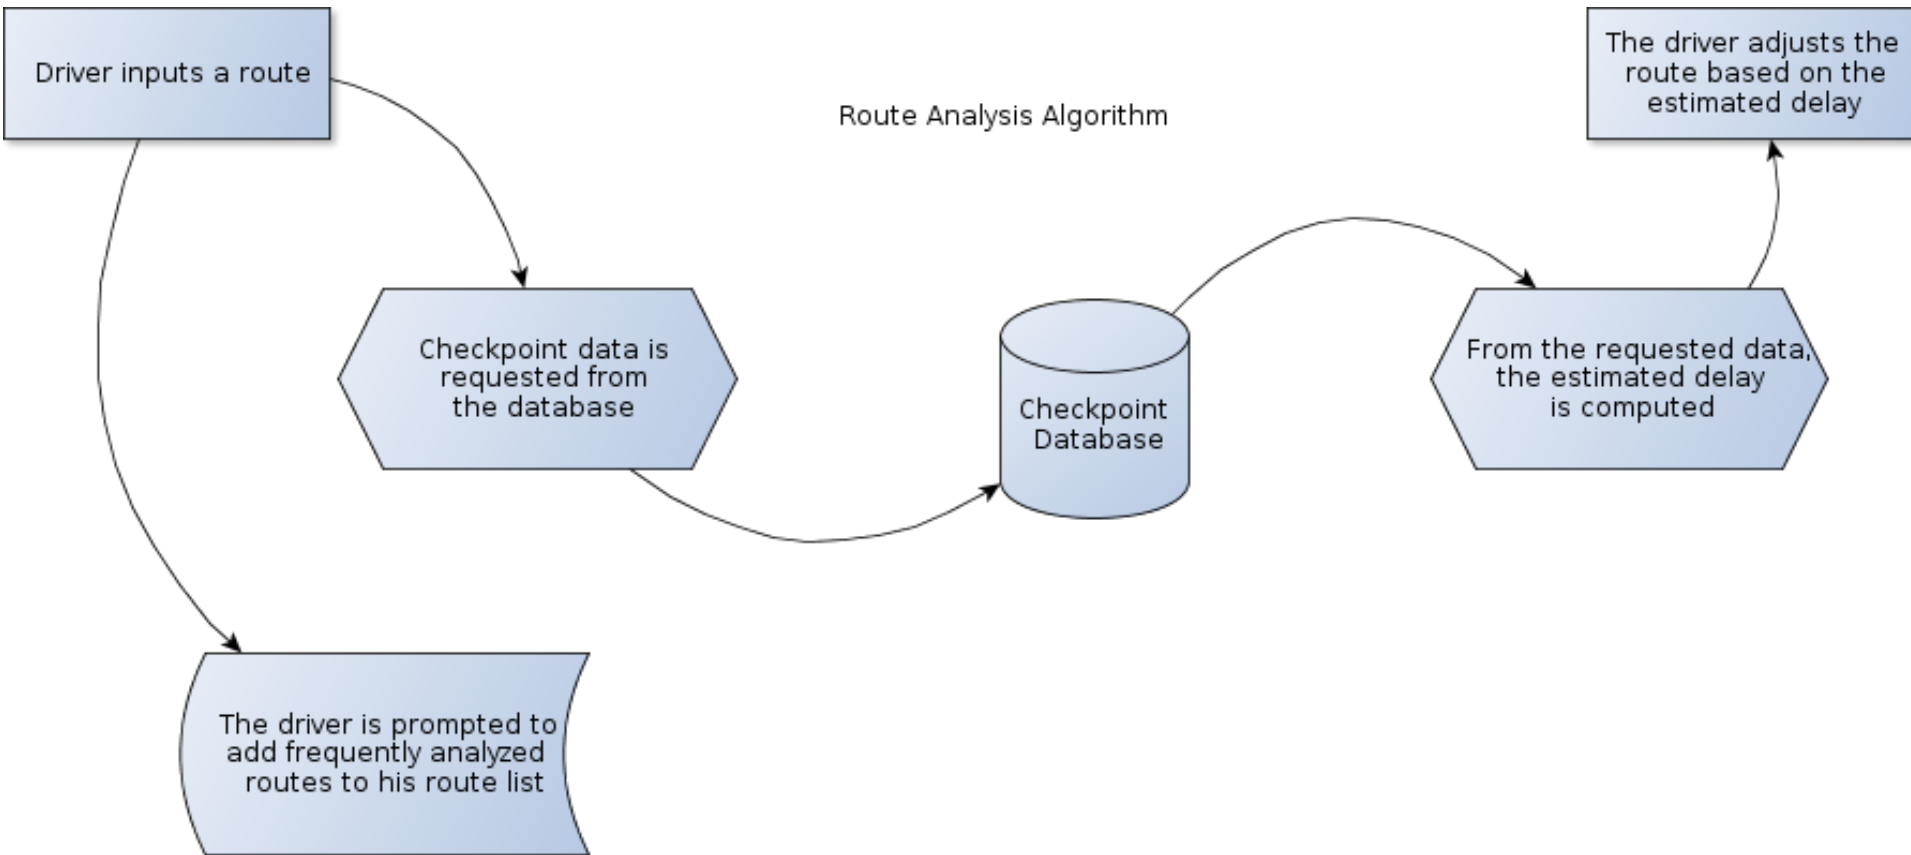 Driver inputs a route
Route Analysis Algorithm
The driver adjusts the
route based on the
estimated delay
Checkpoint data is
requested from
the database
Checkpoint
Database
From the requested data,
the estimated delay
is computed
The driver is prompted to
add frequently analyzed
routes to his route list